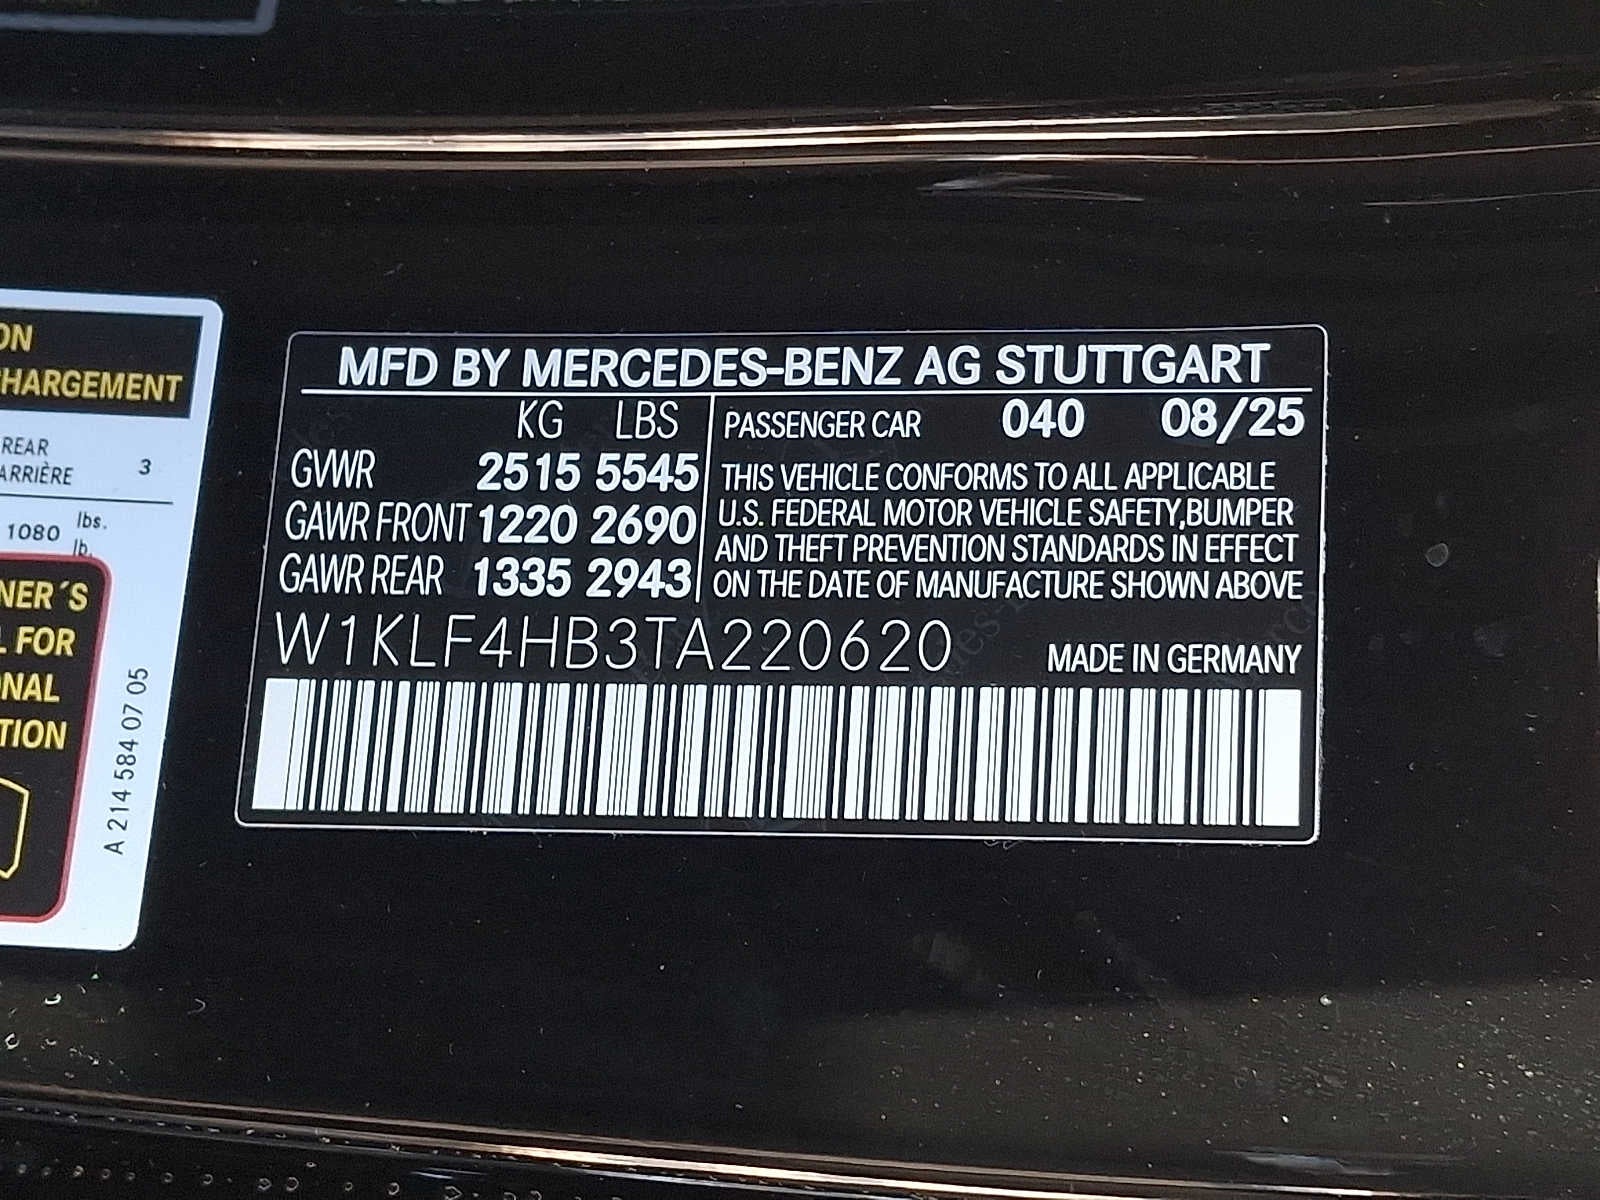 ON
CHARGEMENT
REAR
ARRIÈRE 3
1080 lbs.
lb.
NER´S
L FOR
ONAL
TION
A 214 584 07 05
MFD BY MERCEDES-BENZ AG STUTTGART
KG LBS
GVWR 2515 5545
GAWR FRONT 1220 2690
GAWR REAR 1335 2943
PASSENGER CAR 040 08/25
THIS VEHICLE CONFORMS TO ALL APPLICABLE
U.S. FEDERAL MOTOR VEHICLE SAFETY,BUMPER
AND THEFT PREVENTION STANDARDS IN EFFECT
ON THE DATE OF MANUFACTURE SHOWN ABOVE
W1KLF4HB3TA220620
MADE IN GERMANY